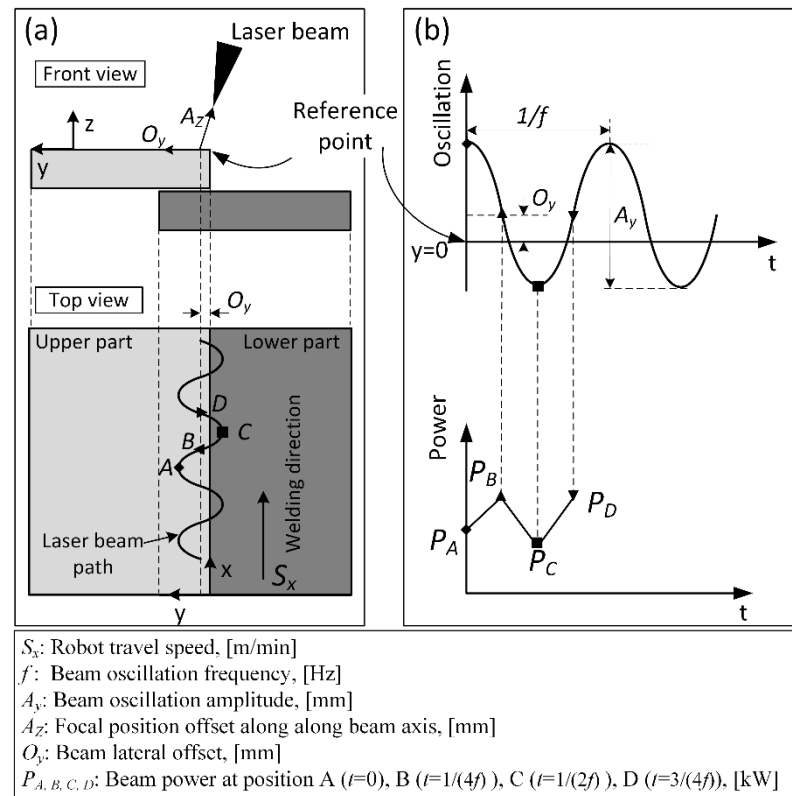 (a)
Laser beam
Front view
A_Z
z
O_y
y
Reference
point
Top view
O_y
Upper part
Lower part
D
C
B
A
Welding direction
Laser beam
path
x
S_x
y
(b)
Oscillation
1/f
O_y
A_y
y=0
t
Power
P_B
P_D
P_A
P_C
t
S_x: Robot travel speed, [m/min]
f : Beam oscillation frequency, [Hz]
A_y: Beam oscillation amplitude, [mm]
A_Z: Focal position offset along along beam axis, [mm]
O_y: Beam lateral offset, [mm]
P_A, B, C, D: Beam power at position A (t=0), B (t=1/(4f) ), C (t=1/(2f) ), D (t=3/(4f)), [kW]